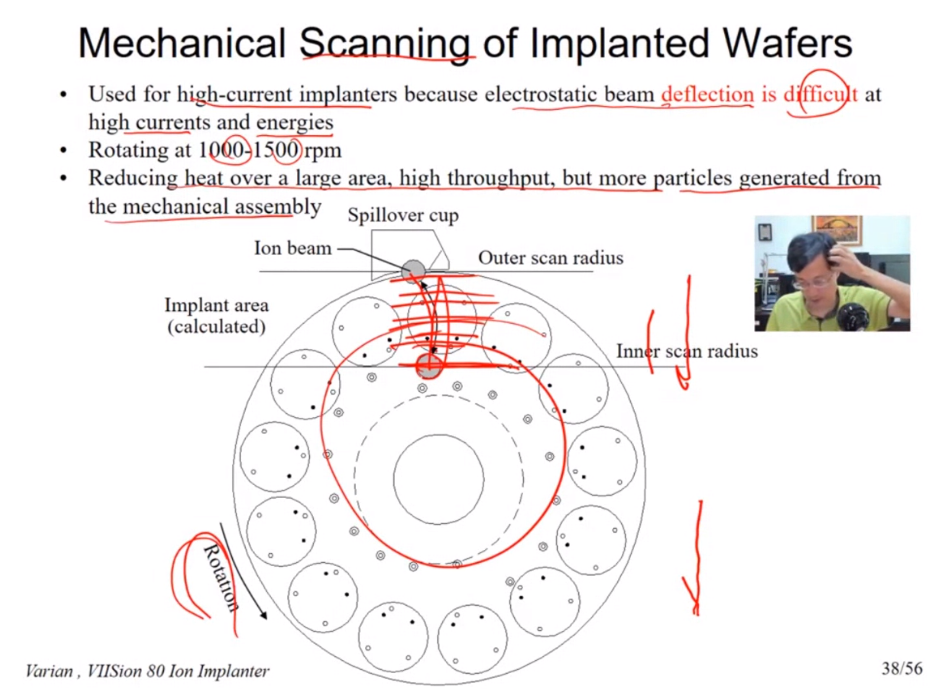 Mechanical Scanning of Implanted Wafers
• Used for high-current implanters because electrostatic beam deflection is difficult at
high currents and energies
• Rotating at 1000-1500 rpm
• Reducing heat over a large area, high throughput, but more particles generated from
the mechanical assembly
Spillover cup
Ion beam
Outer scan radius
Implant area
(calculated)
Inner scan radius
Rotation
Varian , VIISion 80 Ion Implanter
38/56